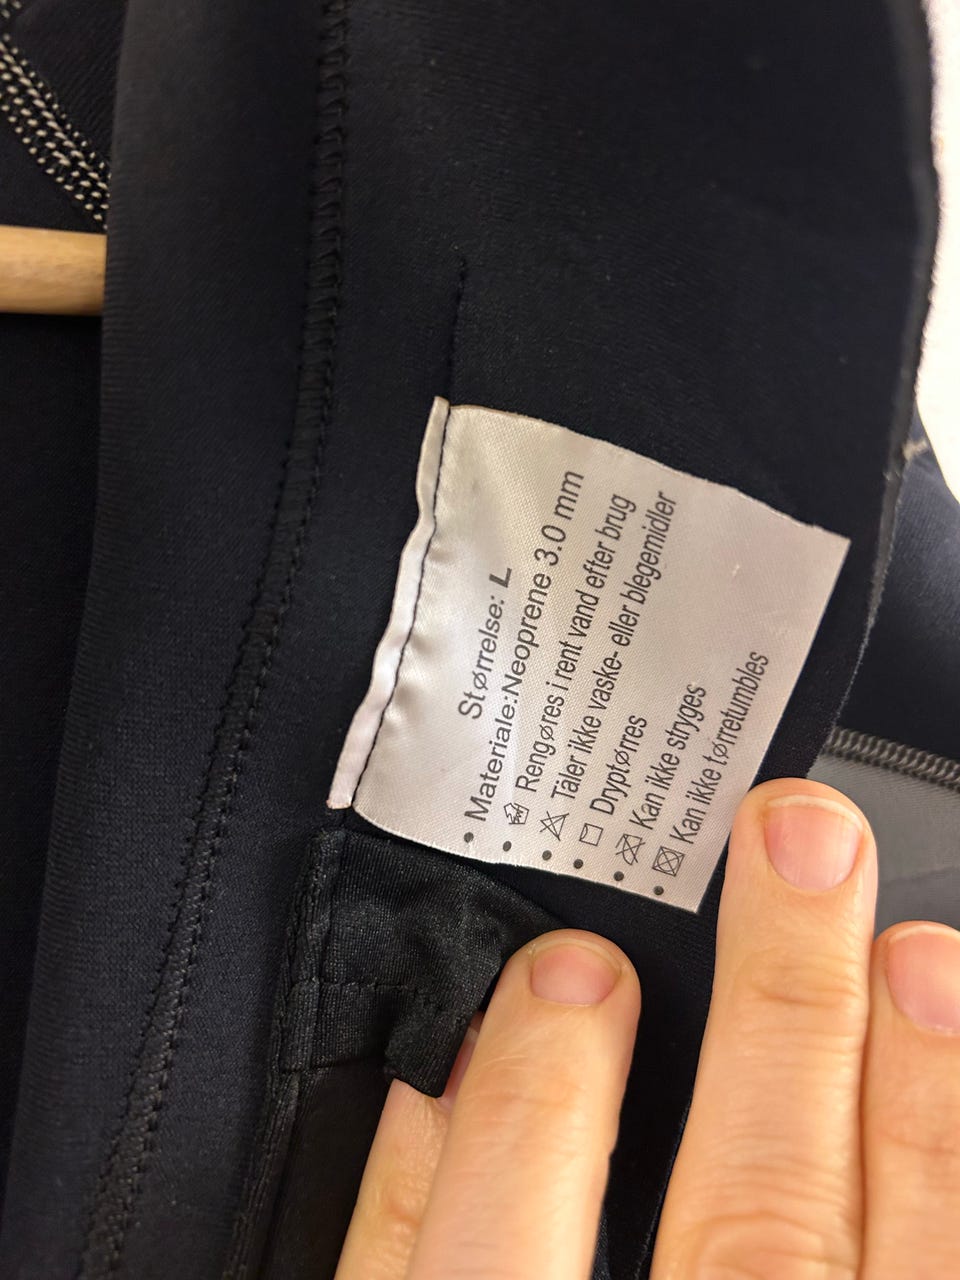 Størrelse: L
• Materiale:Neoprene 3.0 mm
• Rengøres i rent vand efter brug
• Täler ikke vaske- eller blegemidler
• Dryptørres
• Kan ikke stryges
• Kan ikke tørretumbles